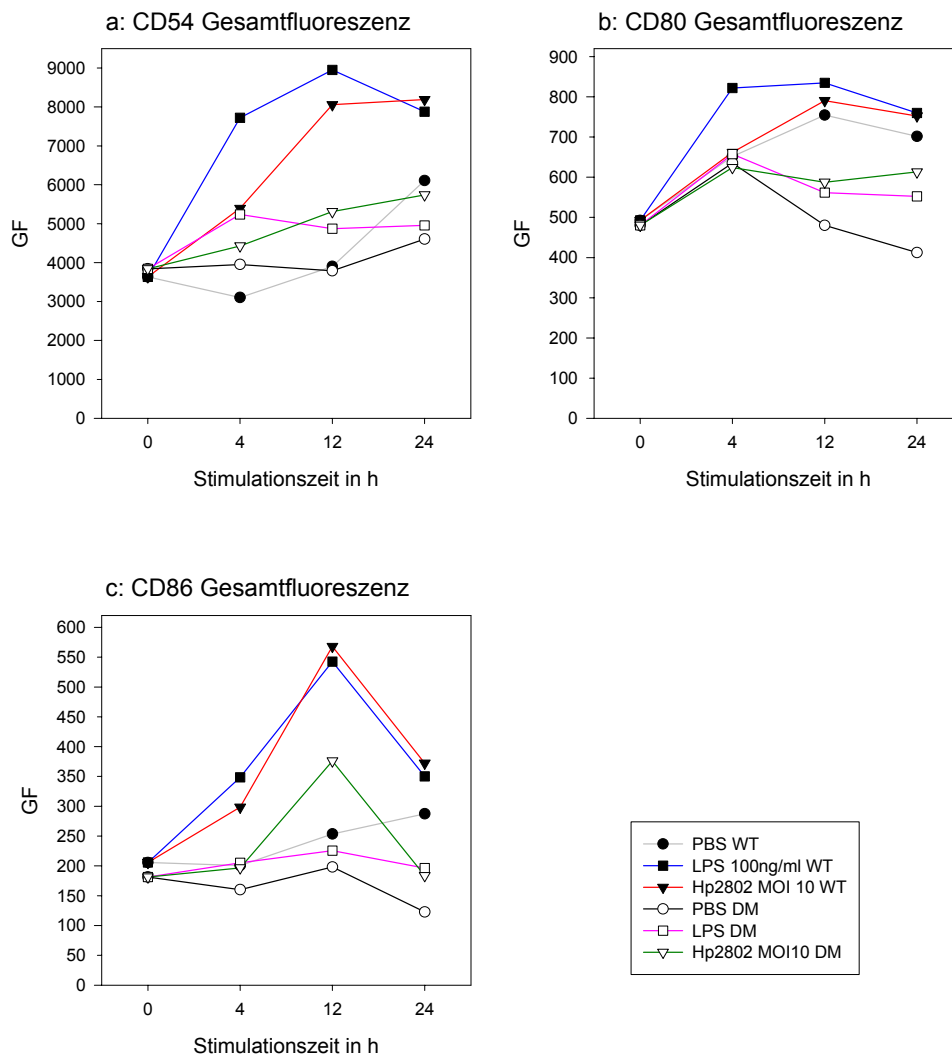 a: CD54 Gesamtfluoreszenz
GF
9000
8000
7000
6000
5000
4000
3000
2000
1000
0
0 4 12 24
Stimulationszeit in h
b: CD80 Gesamtfluoreszenz
GF
900
800
700
600
500
400
300
200
100
0
0 4 12 24
Stimulationszeit in h
c: CD86 Gesamtfluoreszenz
GF
600
550
500
450
400
350
300
250
200
150
100
50
0
0 4 12 24
Stimulationszeit in h
PBS WT
LPS 100ng/ml WT
Hp2802 MOI 10 WT
PBS DM
LPS DM
Hp2802 MOI10 DM